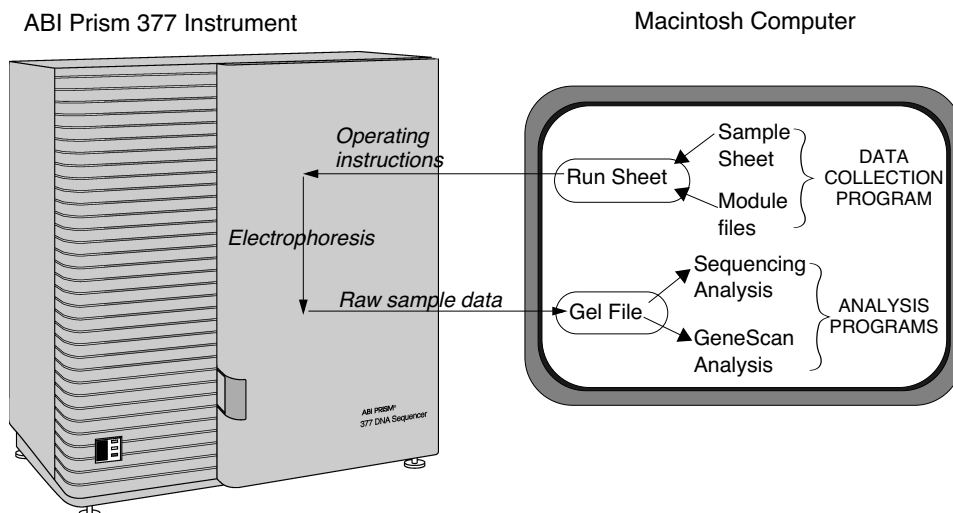 ABI Prism 377 Instrument
Macintosh Computer
Operating
instructions
Electrophoresis
Raw sample data
ABI PRISM®
377 DNA Sequencer
Run Sheet
Sample
Sheet
Module
files
DATA
COLLECTION
PROGRAM
Gel File
Sequencing
Analysis
GeneScan
Analysis
ANALYSIS
PROGRAMS